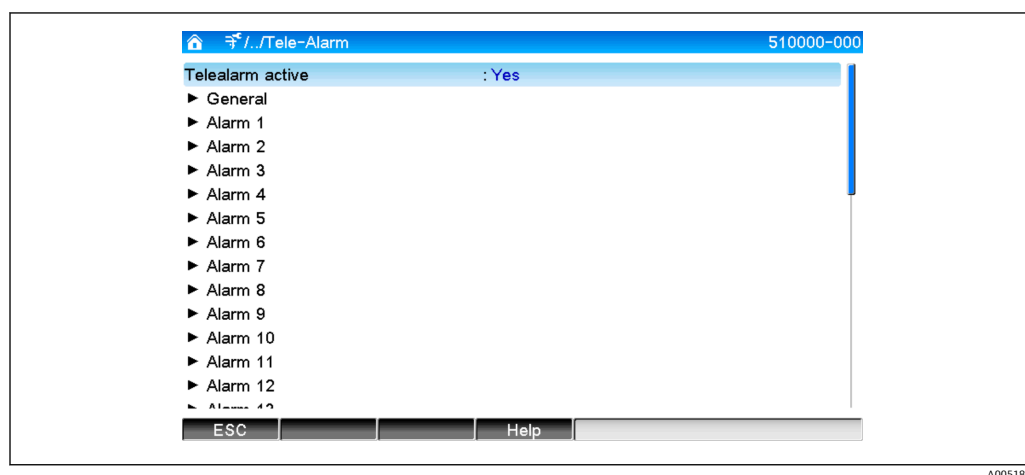 /../Tele-Alarm 510000-000
Telealarm active : Yes
► General
► Alarm 1
► Alarm 2
► Alarm 3
► Alarm 4
► Alarm 5
► Alarm 6
► Alarm 7
► Alarm 8
► Alarm 9
► Alarm 10
► Alarm 11
► Alarm 12
ESC Help